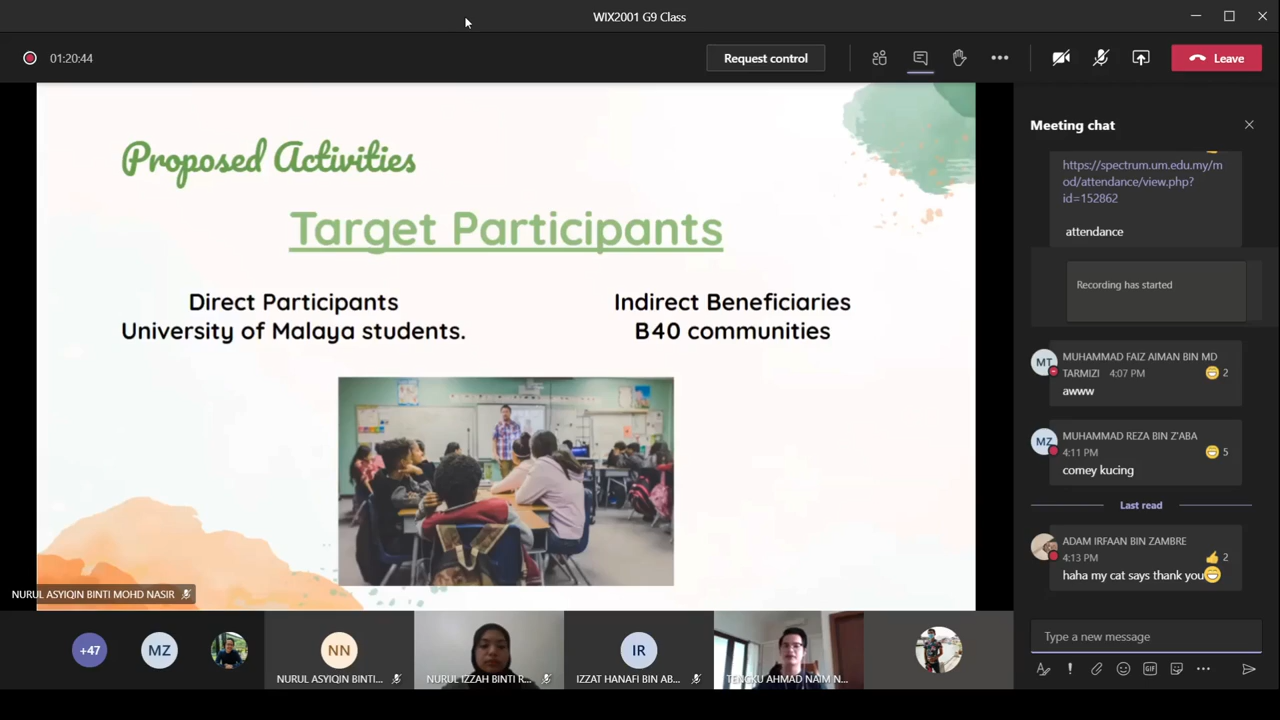 WIX2001 G9 Class
01:20:44
Request control
Leave
Proposed Activities
Target Participants
Direct Participants
University of Malaya students.
Indirect Beneficiaries
B40 communities
NURUL ASYIQIN BINTI MOHD NASIR
+47
MZ
NN
NURUL ASYIQIN BINTI...
NURUL IZZAH BINTI R...
IR
IZZAT HANAFI BIN AB...
TENGKU AHMAD NAIM N...
Meeting chat
https://spectrum.um.edu.my/m
od/attendance/view.php?
id=152862
attendance
Recording has started
MT
MUHAMMAD FAIZ AIMAN BIN MD
TARMIZI 4:07 PM 2
awww
MZ
MUHAMMAD REZA BIN Z'ABA
4:11 PM 5
comey kucing
Last read
ADAM IRFAAN BIN ZAMBRE
4:13 PM 2
haha my cat says thank you
Type a new message
GIF